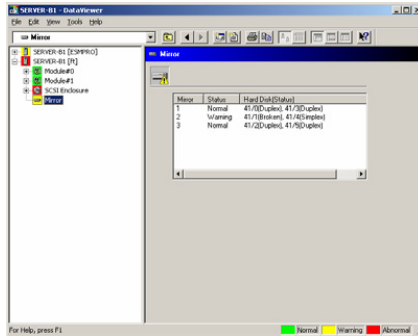 SERVER-B1 - DataViewer
File Edit View Tools Help
Mirror
SERVER-B1 [ESMPRO]
SERVER-B1 [ft]
Module#0
Module#1
SCSI Enclosure
Mirror
Mirror
Mirror Status Hard Disk(Status)
1 Normal 41/0(Duplex), 41/3(Duplex)
2 Warning 41/1(Broken), 41/4(Simplex)
3 Normal 41/2(Duplex), 41/5(Duplex)
For Help, press F1
Normal Warning Abnormal